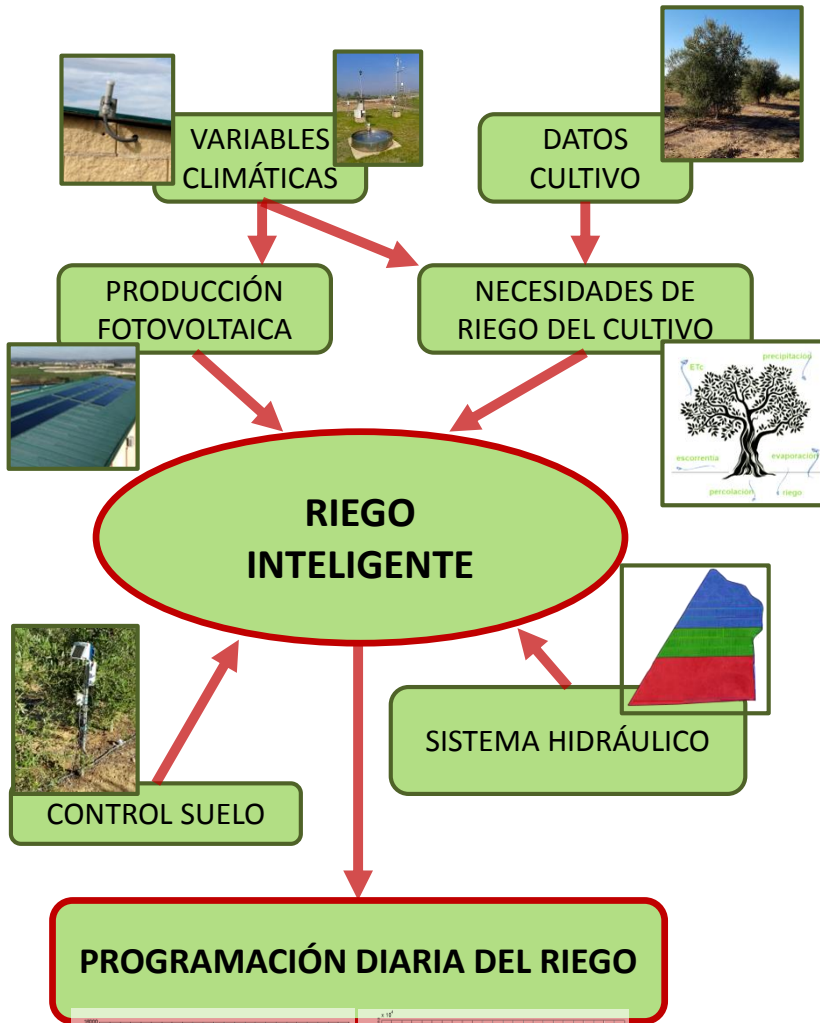 VARIABLES
CLIMÁTICAS
DATOS
CULTIVO
PRODUCCIÓN
FOTOVOLTAICA
NECESIDADES DE
RIEGO DEL CULTIVO
ETc
precipitación
escorrentia
evaporación
percolación
riego
RIEGO
INTELIGENTE
SISTEMA HIDRÁULICO
CONTROL SUELO
PROGRAMACIÓN DIARIA DEL RIEGO